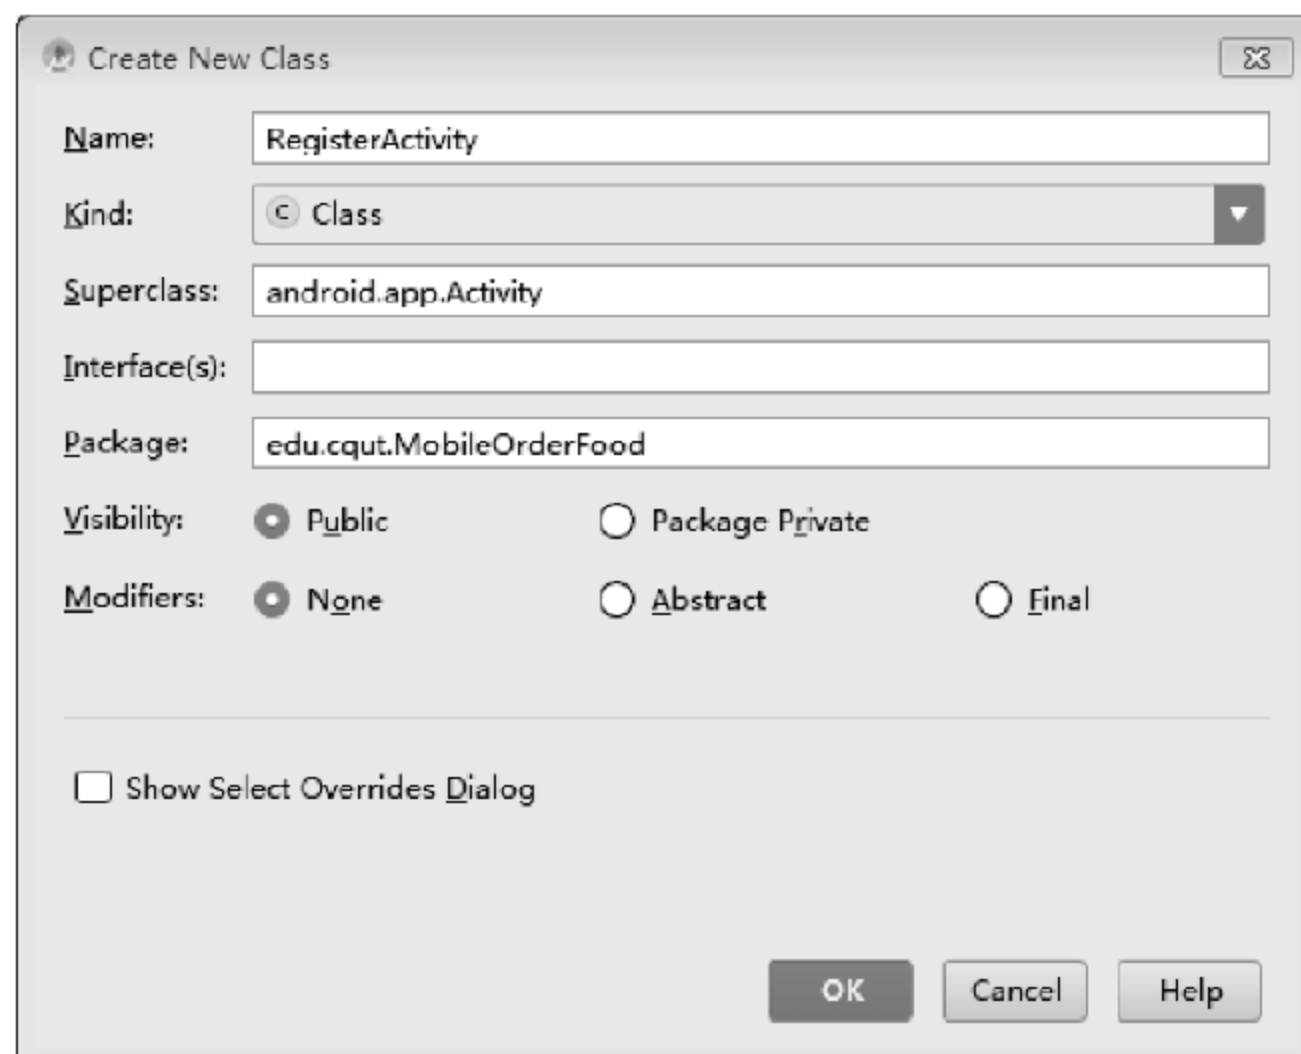 Create New Class
Name: RegisterActivity
Kind: C Class
Superclass: android.app.Activity
Interface(s):
Package: edu.cqut.MobileOrderFood
Visibility: Public Package Private
Modifiers: None Abstract Final
Show Select Overrides Dialog
OK Cancel Help